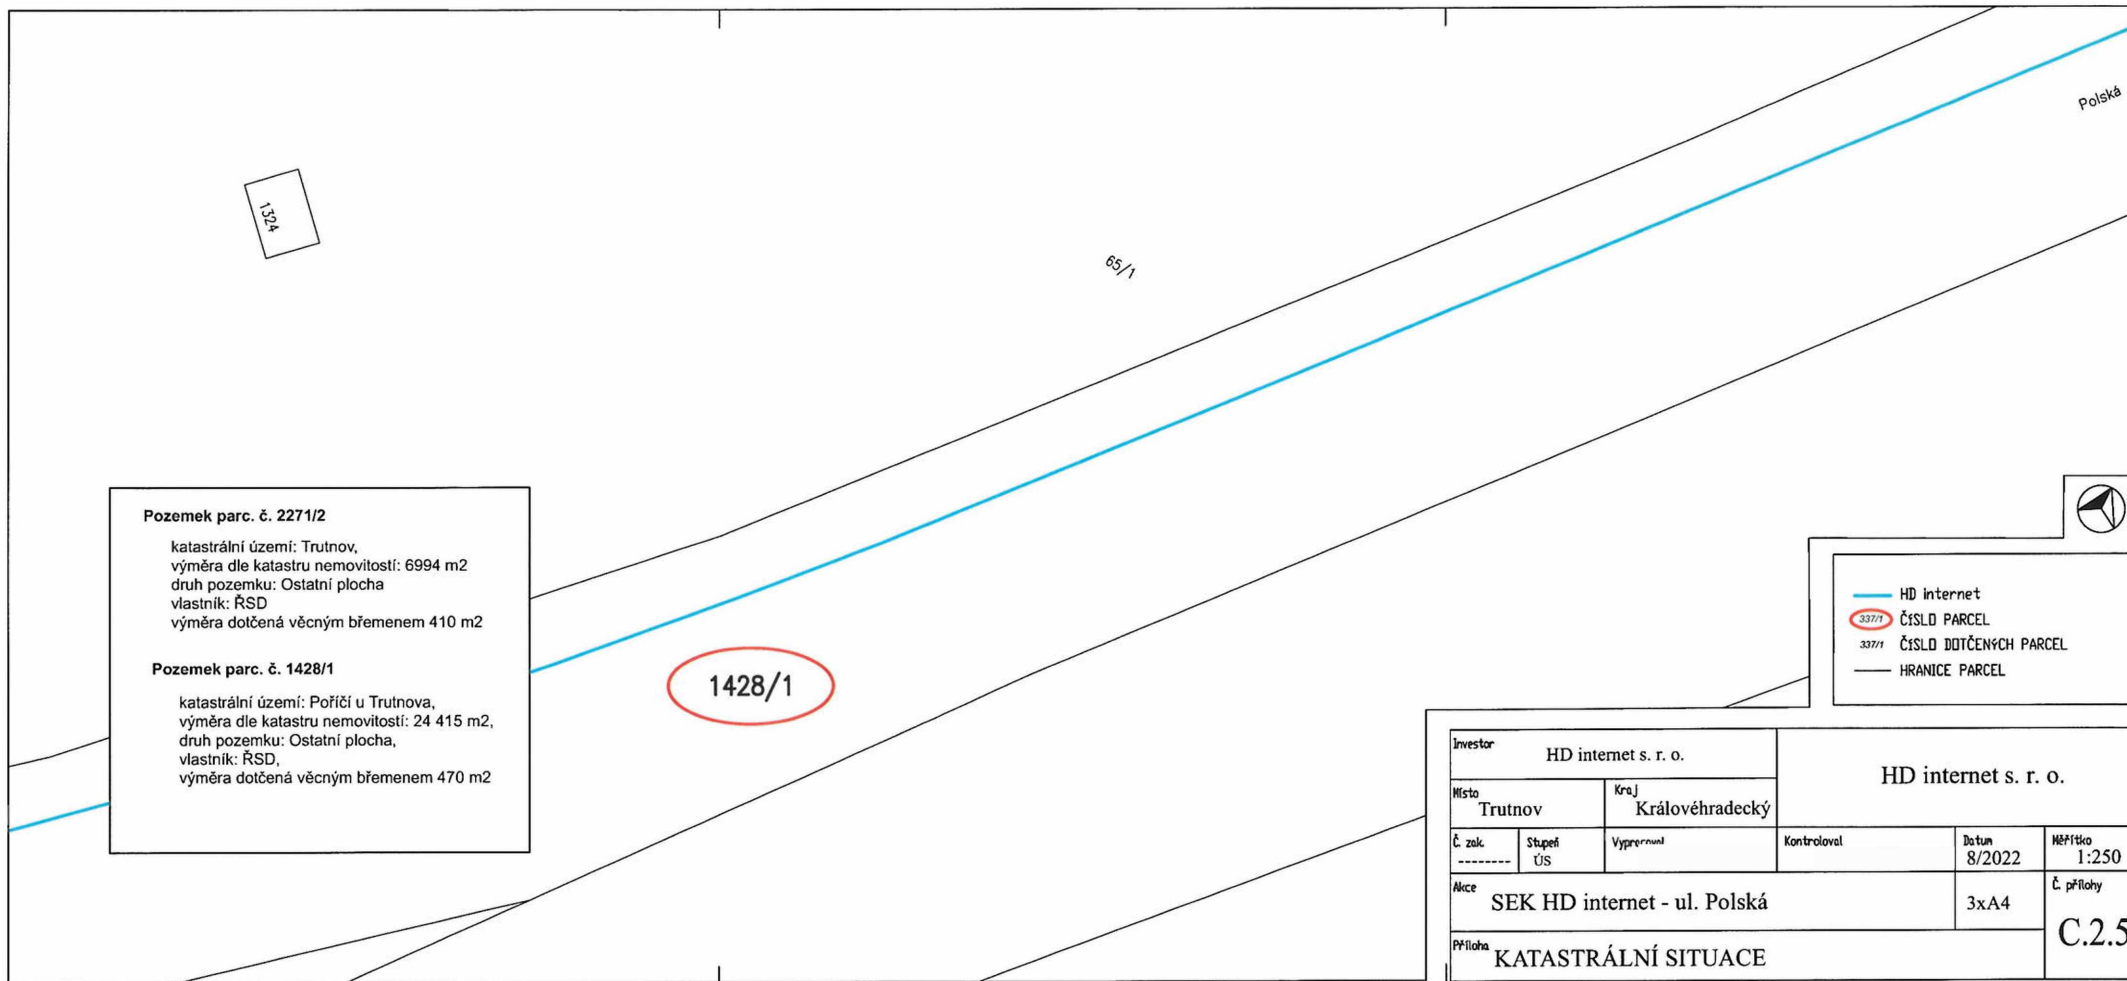 Polská
1324
65/1
Pozemek parc. č. 2271/2
katastrální území: Trutnov,
výměra dle katastru nemovitostí: 6994 m2
druh pozemku: Ostatní plocha
vlastník: ŘSD
výměra dotčená věcným břemenem 410 m2
Pozemek parc. č. 1428/1
katastrální území: Poříčí u Trutnova,
výměra dle katastru nemovitostí: 24 415 m2,
druh pozemku: Ostatní plocha,
vlastník: ŘSD,
výměra dotčená věcným břemenem 470 m2
1428/1
HD internet
337/1 ČÍSLO PARCEL
337/1 ČÍSLO DOTČENÝCH PARCEL
HRANICE PARCEL
Investor
HD internet s. r. o.
HD internet s. r. o.
Místo
Trutnov
Kraj
Královéhradecký
Č. zak.
--------
Stupeň
ÚS
Kontroloval
Datum
8/2022
Měřítko
1:250
Akce
SEK HD internet - ul. Polská
3xA4
Č. přílohy
C.2.5
Příloha
KATASTRÁLNÍ SITUACE